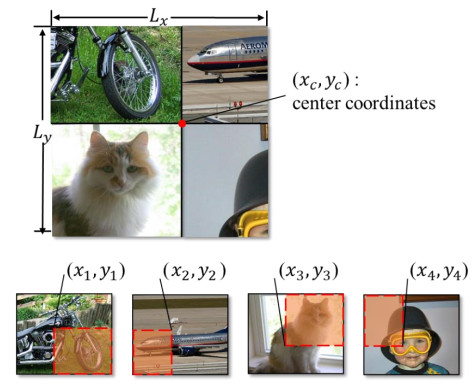 L_x
AEROM
(x_c, y_c) :
center coordinates
L_y
(x_1, y_1)
(x_2, y_2)
(x_3, y_3)
(x_4, y_4)